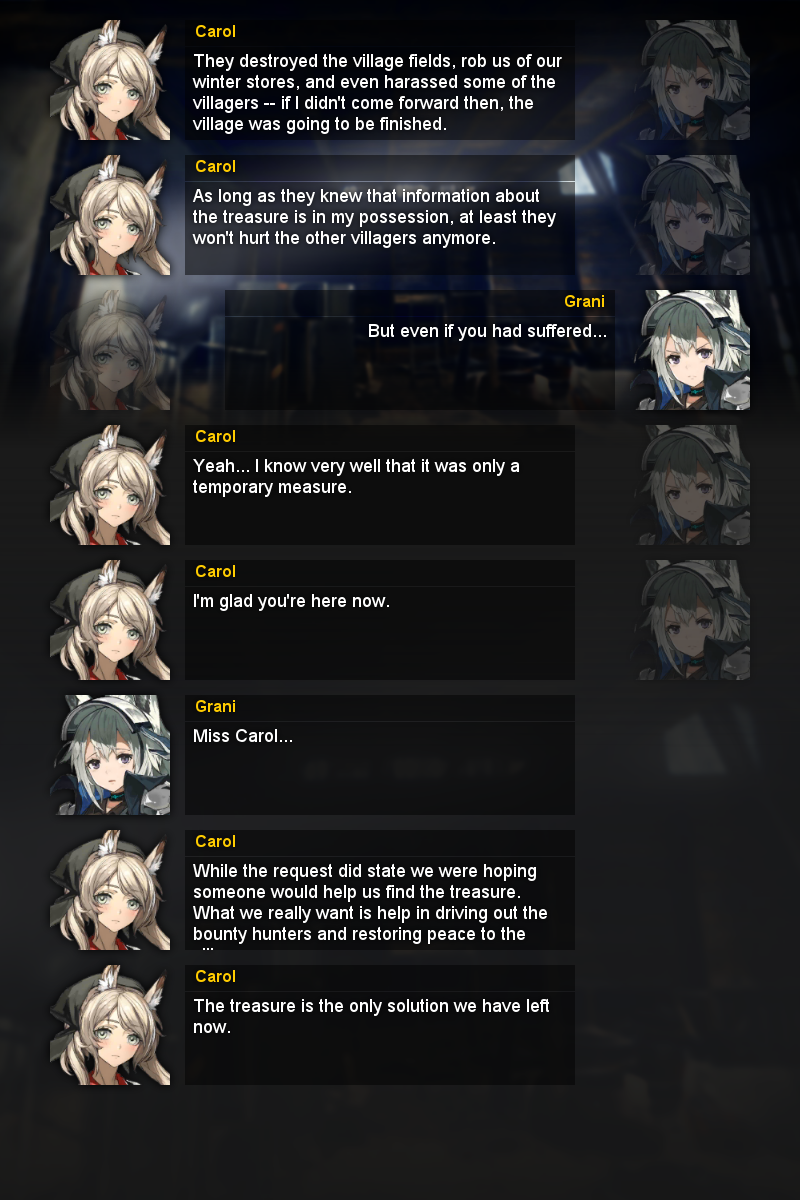 Carol
They destroyed the village fields, rob us of our
winter stores, and even harassed some of the
villagers -- if I didn't come forward then, the
village was going to be finished.
Carol
As long as they knew that information about
the treasure is in my possession, at least they
won't hurt the other villagers anymore.
Grani
But even if you had suffered...
Carol
Yeah... I know very well that it was only a
temporary measure.
Carol
I'm glad you're here now.
Grani
Miss Carol...
Carol
While the request did state we were hoping
someone would help us find the treasure.
What we really want is help in driving out the
bounty hunters and restoring peace to the
Carol
The treasure is the only solution we have left
now.